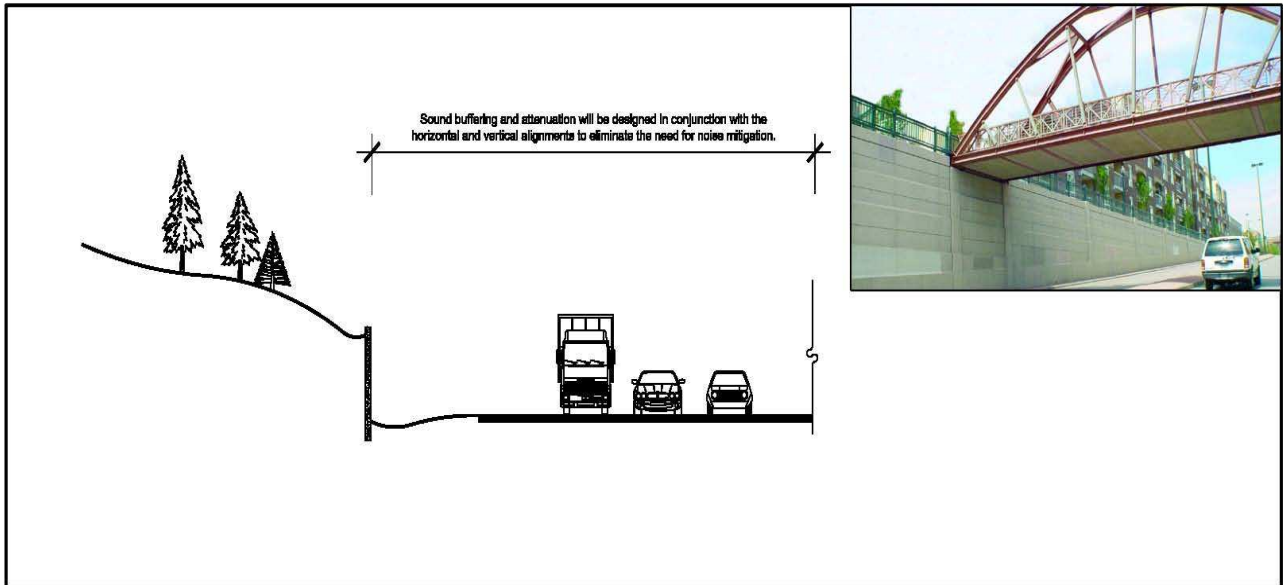 Sound buffering and attenuation will be designed in conjunction with the
horizontal and vertical alignments to eliminate the need for noise mitigation.